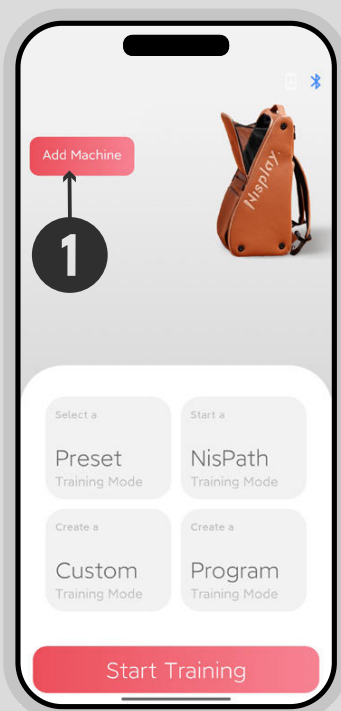 Add Machine
Nisplay.
1
Select a
Preset
Training Mode
Start a
NisPath
Training Mode
Create a
Custom
Training Mode
Create a
Program
Training Mode
Start Training